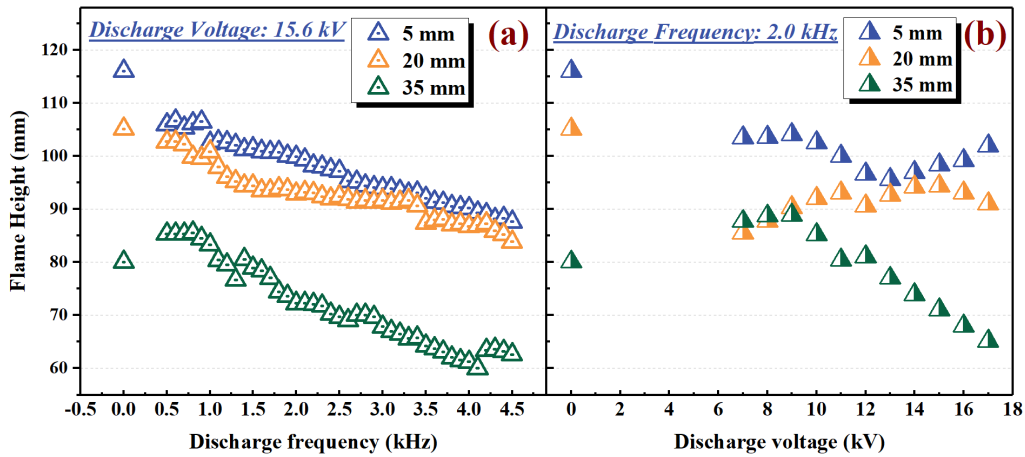 Discharge Voltage: 15.6 kV
(a)
5 mm
20 mm
35 mm
Discharge Frequency: 2.0 kHz
(b)
5 mm
20 mm
35 mm
Flame Height (mm)
120
110
100
90
80
70
60
-0.5 0.0 0.5 1.0 1.5 2.0 2.5 3.0 3.5 4.0 4.5
0 2 4 6 8 10 12 14 16 18
Discharge frequency (kHz)
Discharge voltage (kV)